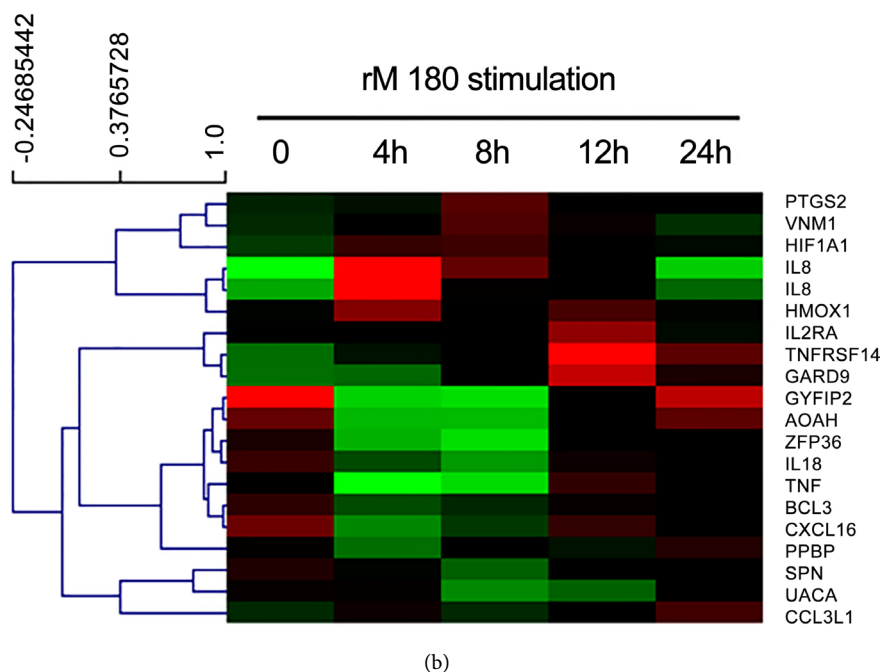 -0.24685442
0.3765728
1.0
rM 180 stimulation
0 4h 8h 12h 24h
PTGS2
VNM1
HIF1A1
IL8
IL8
HMOX1
IL2RA
TNFRSF14
GARD9
GYFIP2
AOAH
ZFP36
IL18
TNF
BCL3
CXCL16
PPBP
SPN
UACA
CCL3L1
(b)